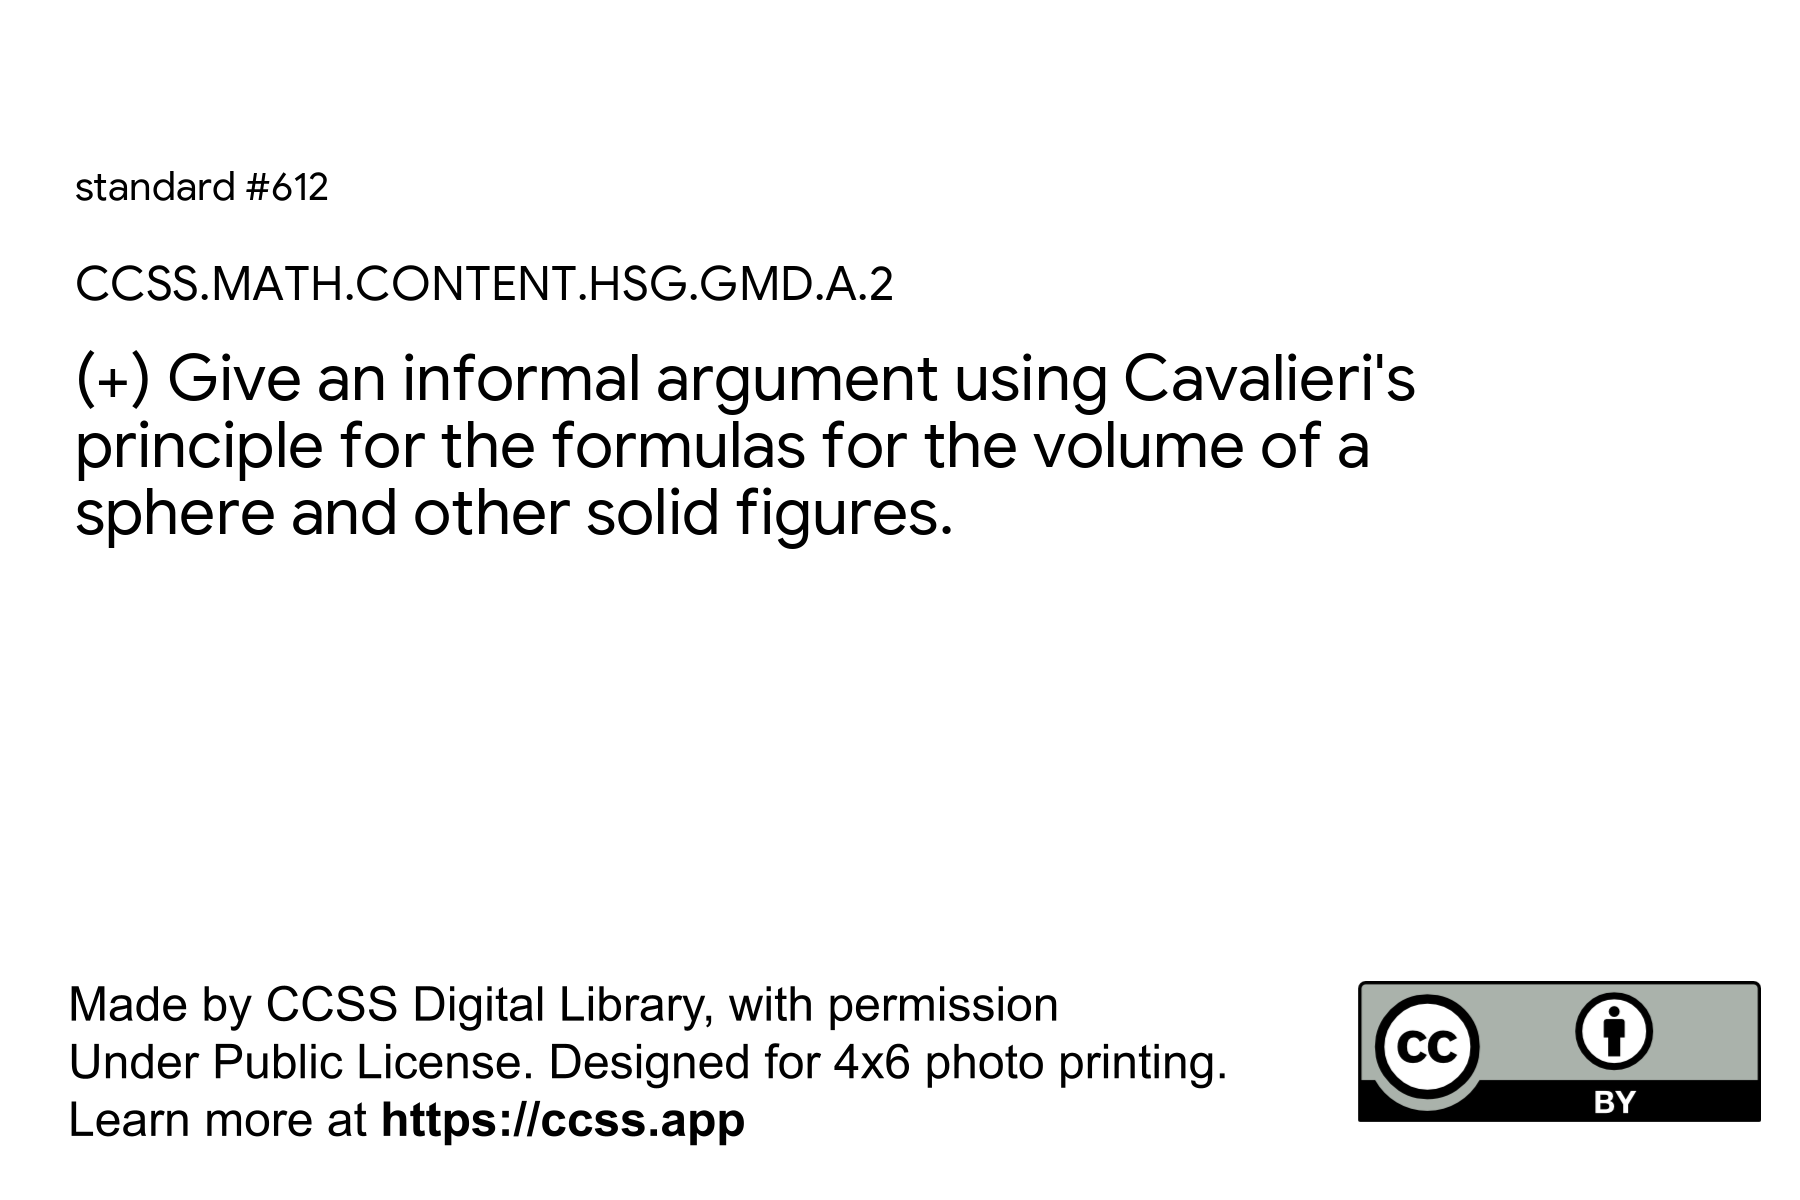 standard #612
CCSS.MATH.CONTENT.HSG.GMD.A.2
(+) Give an informal argument using Cavalieri's
principle for the formulas for the volume of a
sphere and other solid figures.
Made by CCSS Digital Library, with permission
Under Public License. Designed for 4x6 photo printing.
Learn more at https://ccss.app
cc
BY